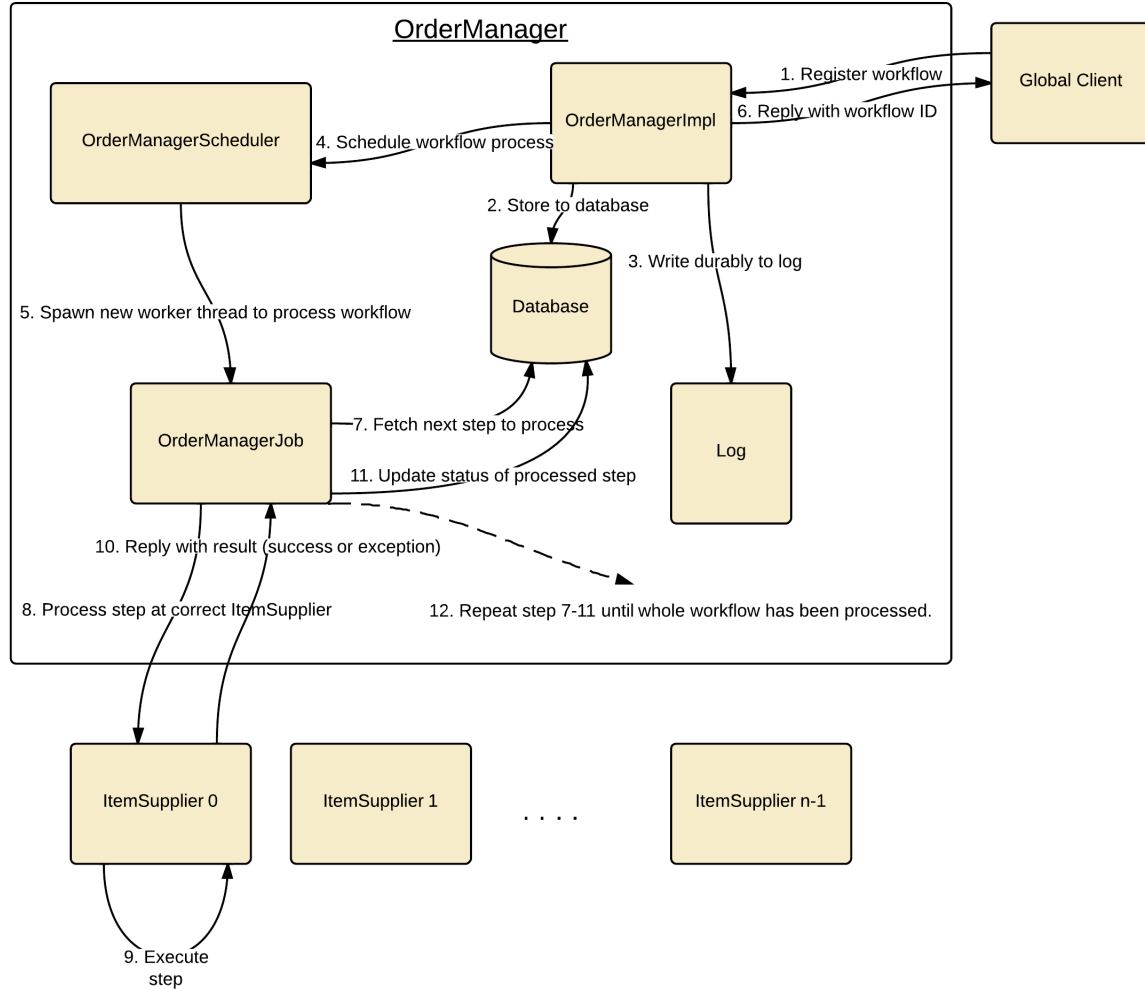 OrderManager
1. Register workflow
Global Client
OrderManagerImpl
6. Reply with workflow ID
OrderManagerScheduler
4. Schedule workflow process
2. Store to database
3. Write durably to log
Database
5. Spawn new worker thread to process workflow
7. Fetch next step to process
OrderManagerJob
Log
11. Update status of processed step
10. Reply with result (success or exception)
8. Process step at correct ItemSupplier
12. Repeat step 7-11 until whole workflow has been processed.
ItemSupplier 0
ItemSupplier 1
. . . .
ItemSupplier n-1
9. Execute
step